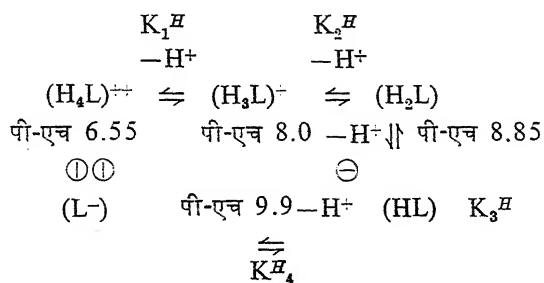 K₁ᴴ K₂ᴴ
—H⁺ —H⁺
(H₄L)⁺⁺ ⇌ (H₃L)⁺ ⇌ (H₂L)
पी-एच 6.55 पी-एच 8.0 —H⁺ ⇌ पी-एच 8.85
⊖⊖ ⊖
(L⁻) पी-एच 9.9—H⁺ (HL) K₃ᴴ
⇌
Kᴴ₄